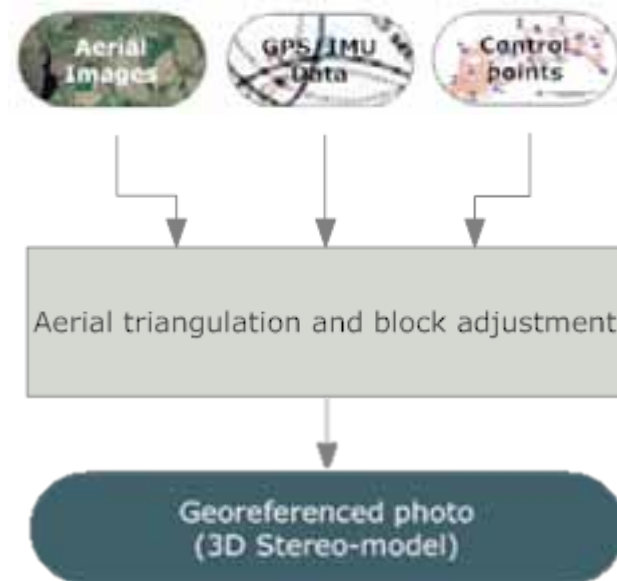 Aerial
Images
GPS/IMU
Data
Control
points
Aerial triangulation and block adjustment
Georeferenced photo
(3D Stereo-model)